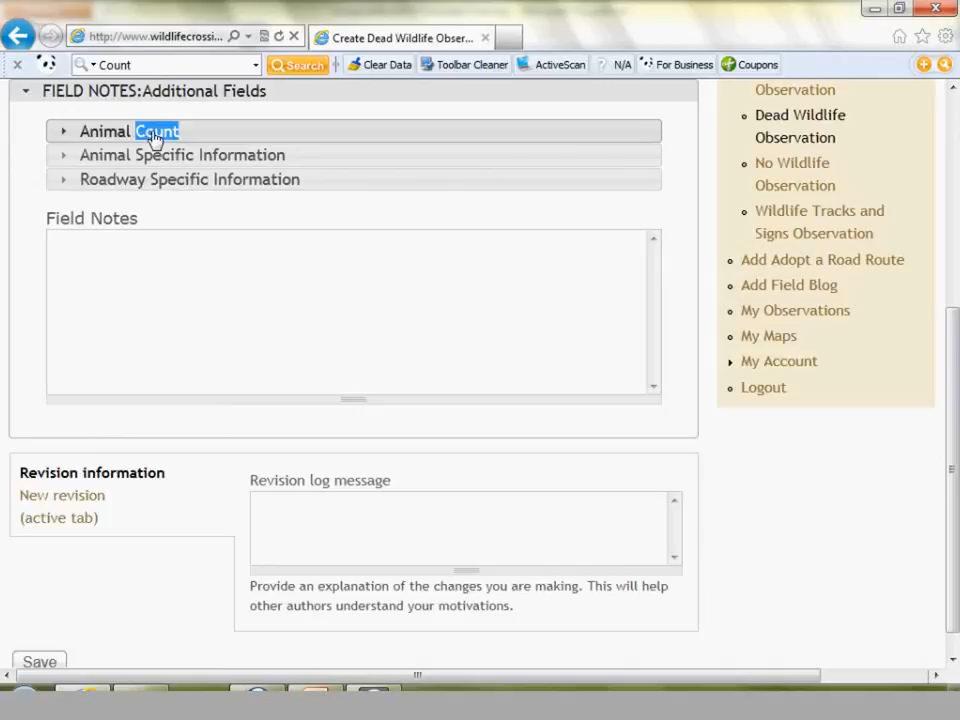 http://www.wildlifecrossi...
Create Dead Wildlife Obser...
Count
Search
Clear Data
Toolbar Cleaner
ActiveScan
N/A
For Business
Coupons
FIELD NOTES:Additional Fields
Animal Count
Animal Specific Information
Roadway Specific Information
Field Notes
Observation
Dead Wildlife
Observation
No Wildlife
Observation
Wildlife Tracks and
Signs Observation
Add Adopt a Road Route
Add Field Blog
My Observations
My Maps
My Account
Logout
Revision information
New revision
(active tab)
Revision log message
Provide an explanation of the changes you are making. This will help
other authors understand your motivations.
Save